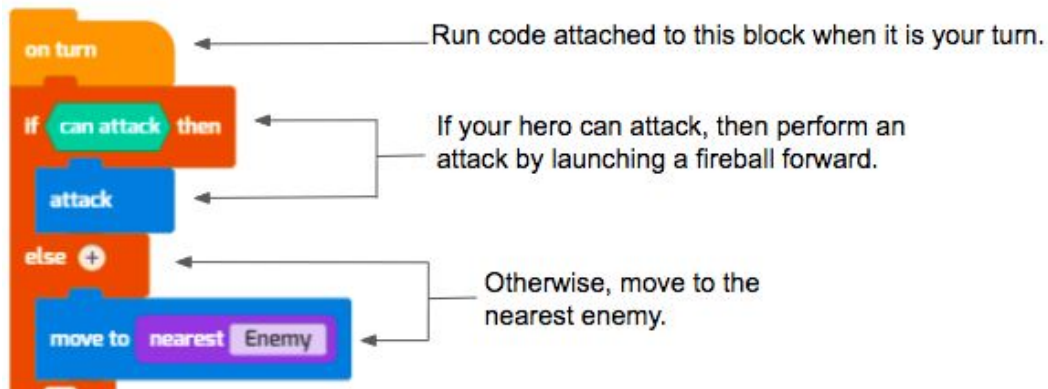 on turn
Run code attached to this block when it is your turn.
if can attack then
If your hero can attack, then perform an
attack by launching a fireball forward.
attack
else +
Otherwise, move to the
nearest enemy.
move to nearest Enemy